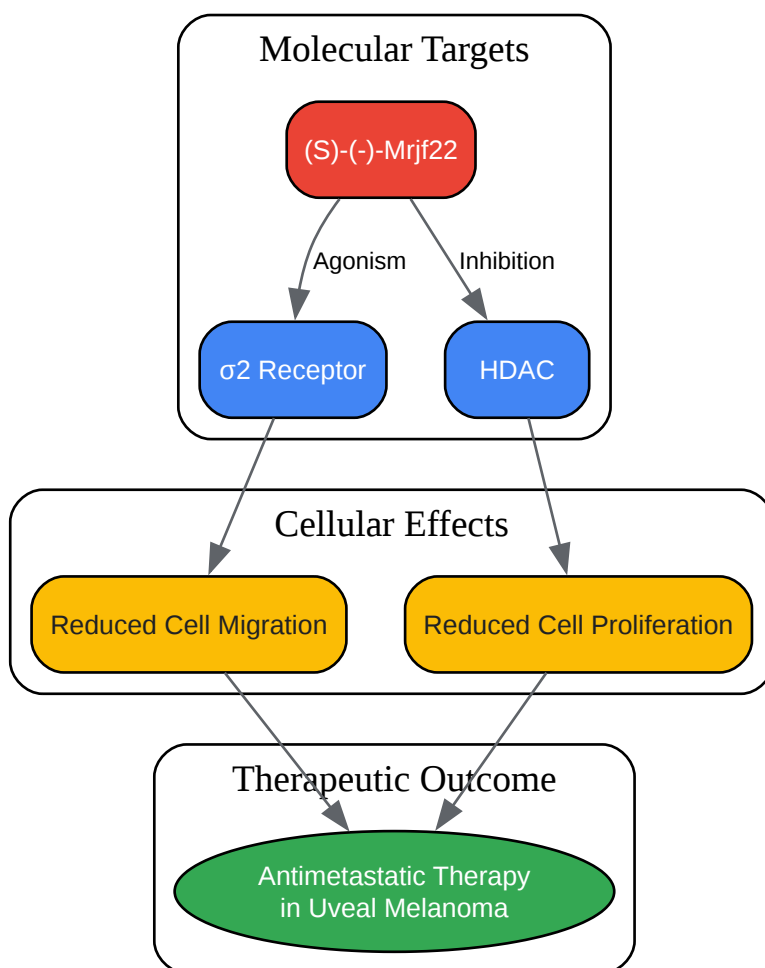 Molecular Targets
(S)-(-)-Mrjf22
Agonism
Inhibition
σ2 Receptor
HDAC
Cellular Effects
Reduced Cell Migration
Reduced Cell Proliferation
Therapeutic Outcome
Antimetastatic Therapy
in Uveal Melanoma